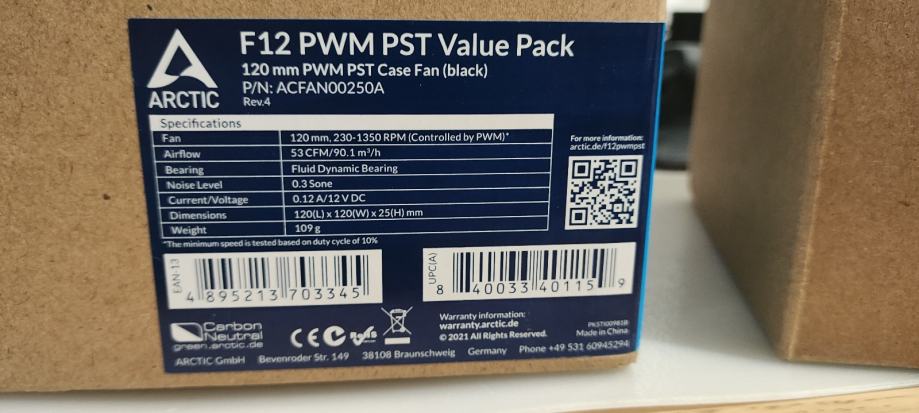 F12 PWM PST Value Pack
120 mm PWM PST Case Fan (black)
P/N: ACFAN00250A
Rev.4
ARCTIC
Specifications
Fan 120 mm, 230-1350 RPM (Controlled by PWM)*
Airflow 53 CFM/90.1 m³/h
Bearing Fluid Dynamic Bearing
Noise Level 0.3 Sone
Current/Voltage 0.12 A/12 V DC
Dimensions 120(L) x 120(W) x 25(H) mm
Weight 109 g
*The minimum speed is tested based on duty cycle of 10%
For more information:
arctic.de/f12pwmpst
EAN-13
4 895213 703345
UPC(A)
8 40033 40115 9
Carbon
Neutral
green.arctic.de
CE
RoHS
Warranty information:
warranty.arctic.de
© 2021 All Rights Reserved.
Made in China
ARCTIC GmbH Bevenroder Str. 149 38108 Braunschweig Germany Phone +49 531 60945294